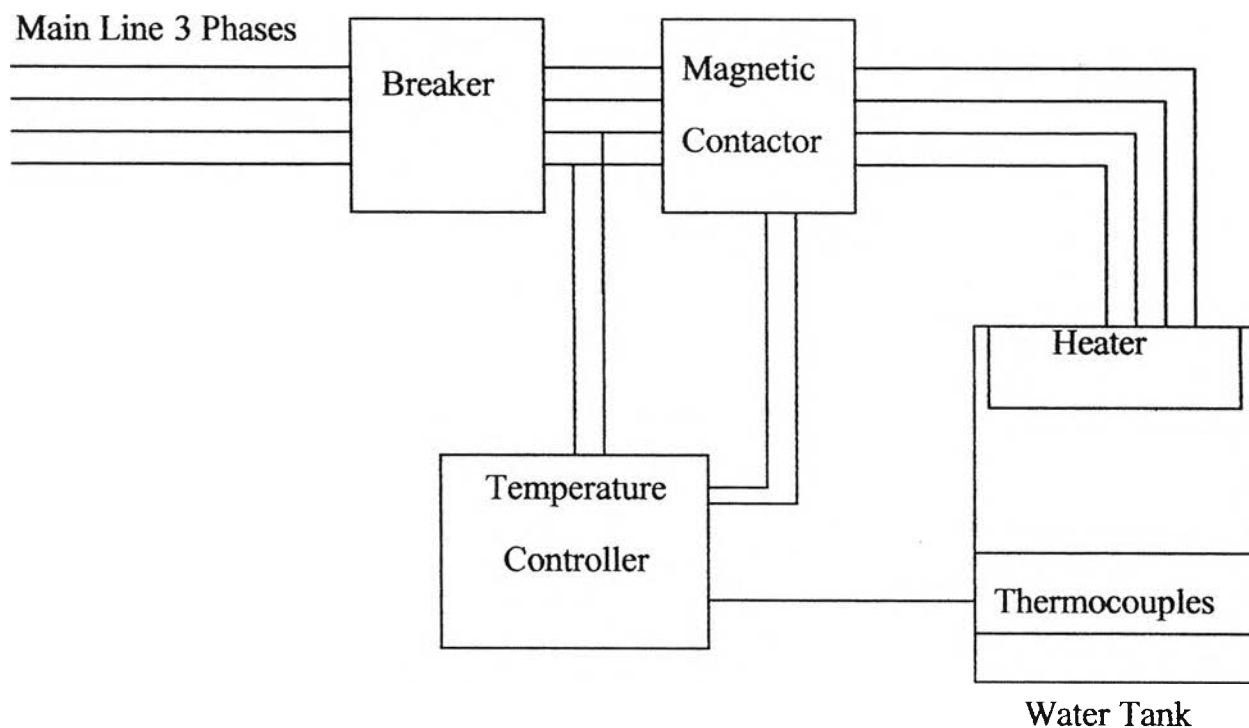 Main Line 3 Phases
Breaker
Magnetic
Contactor
Heater
Temperature
Controller
Thermocouples
Water Tank